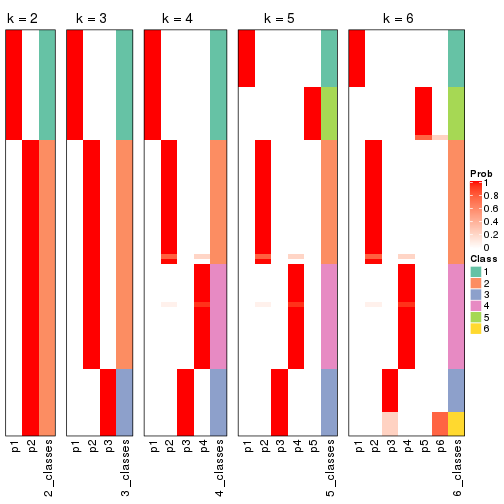 k = 2
k = 3
k = 4
k = 5
k = 6
Prob
1
0.8
0.6
0.4
0.2
0
Class
1
2
3
4
5
6
p1
p2
2_classes
p1
p2
p3
3_classes
p1
p2
p3
p4
4_classes
p1
p2
p3
p4
p5
5_classes
p1
p2
p3
p4
p5
p6
6_classes